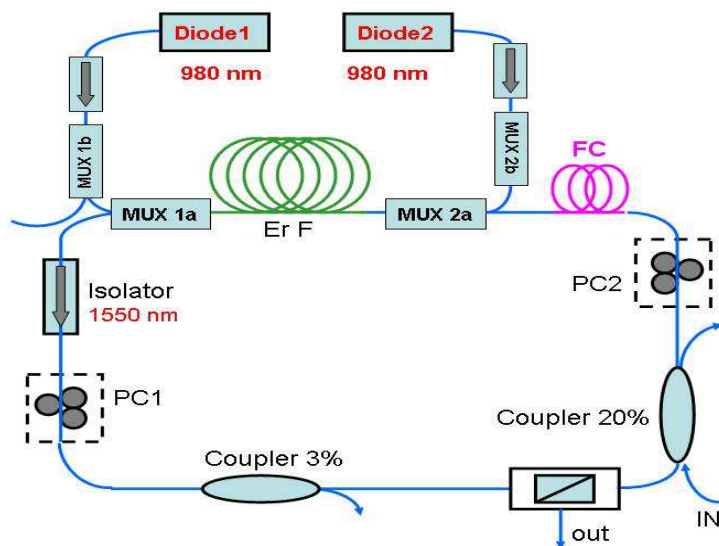 Diode1
Diode2
980 nm
980 nm
MUX 1b
MUX 2b
FC
MUX 1a
MUX 2a
Er F
Isolator
1550 nm
PC2
PC1
Coupler 20%
Coupler 3%
IN
out